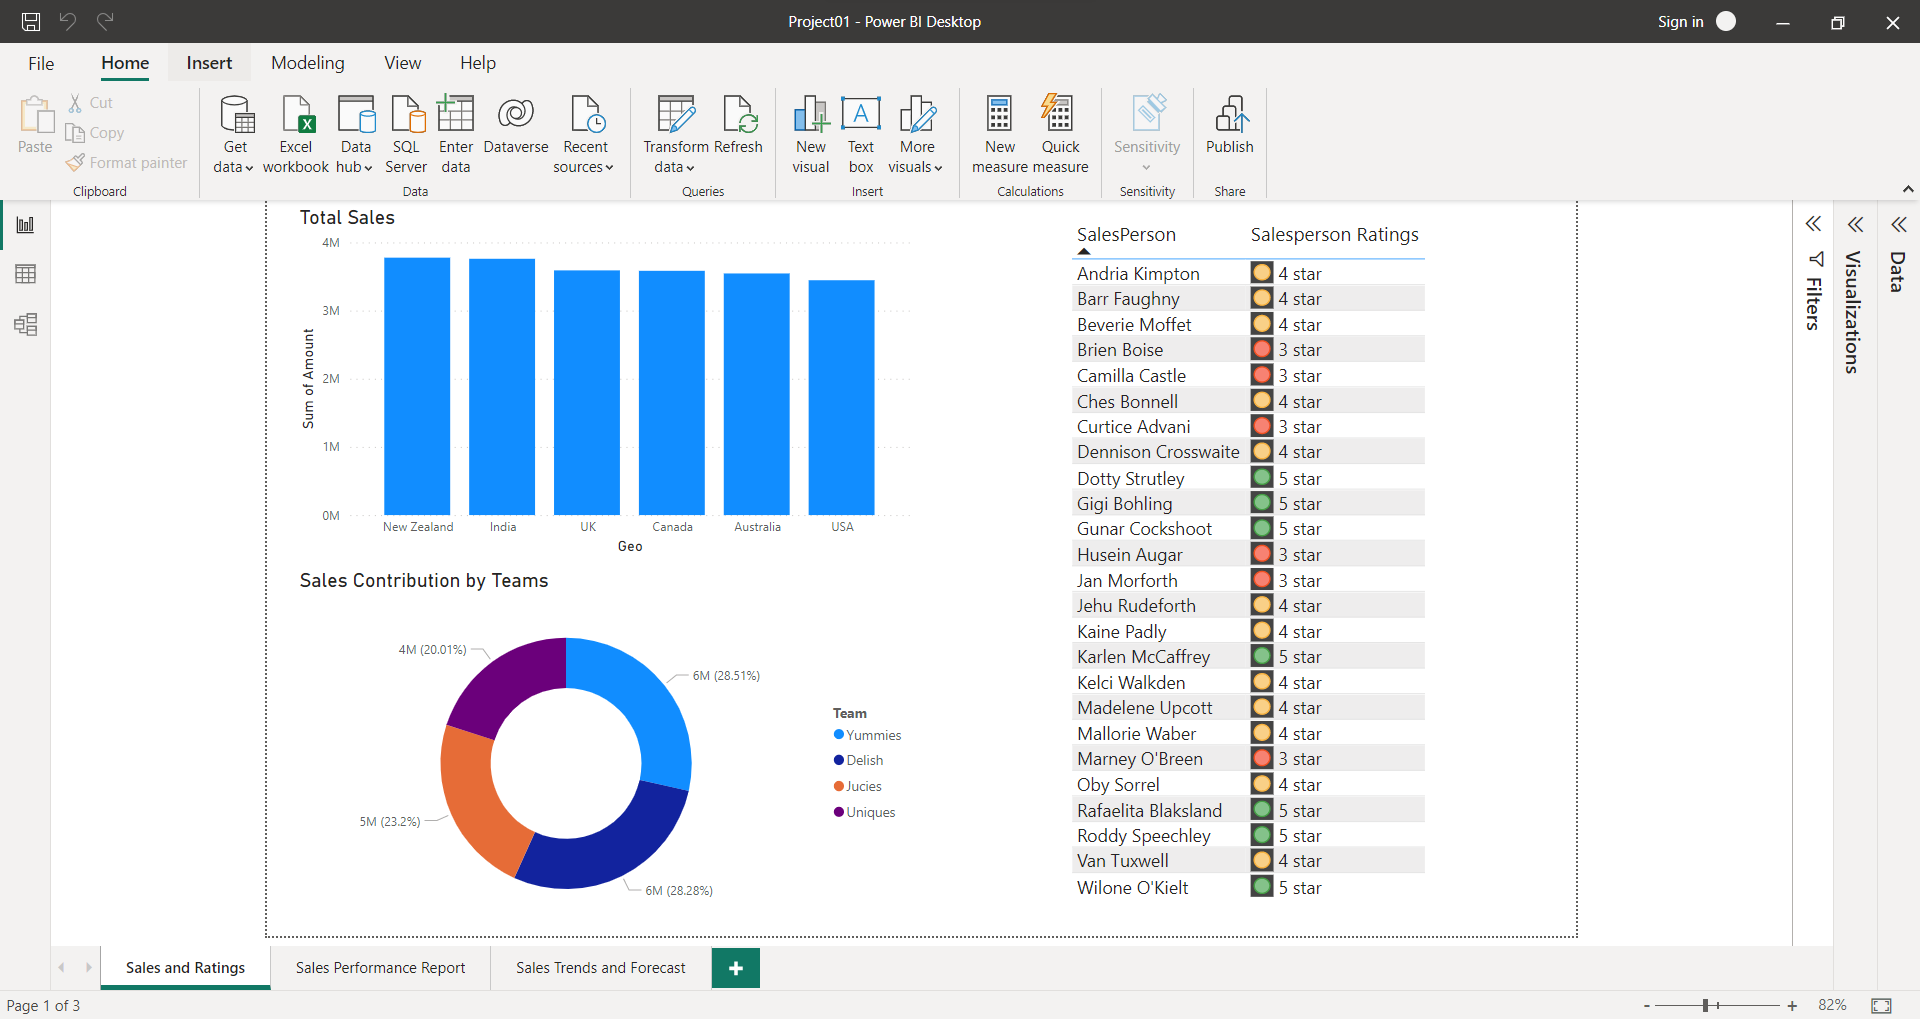 Project01 - Power BI Desktop
Sign in
File Home Insert Modeling View Help
Paste
Cut
Copy
Format painter
Clipboard
Get data
Excel workbook
Data hub
SQL Server
Enter data
Dataverse
Recent sources
Data
Transform data
Refresh
Queries
New visual
Text box
More visuals
Insert
New measure
Quick measure
Calculations
Sensitivity
Sensitivity
Publish
Share
Total Sales
Sum of Amount
4M
3M
2M
1M
0M
New Zealand India UK Canada Australia USA
Geo
Sales Contribution by Teams
4M (20.01%)
6M (28.51%)
5M (23.2%)
6M (28.28%)
Team
Yummies
Delish
Jucies
Uniques
SalesPerson Salesperson Ratings
Andria Kimpton 4 star
Barr Faughny 4 star
Beverie Moffet 4 star
Brien Boise 3 star
Camilla Castle 3 star
Ches Bonnell 4 star
Curtice Advani 3 star
Dennison Crosswaite 4 star
Dotty Strutley 5 star
Gigi Bohling 5 star
Gunar Cockshoot 5 star
Husein Augar 3 star
Jan Morforth 3 star
Jehu Rudeforth 4 star
Kaine Padly 4 star
Karlen McCaffrey 5 star
Kelci Walkden 4 star
Madelene Upcott 4 star
Mallorie Waber 4 star
Marney O'Breen 3 star
Oby Sorrel 4 star
Rafaelita Blaksland 5 star
Roddy Speechley 5 star
Van Tuxwell 4 star
Wilone O'Kielt 5 star
Filters
Visualizations
Data
Sales and Ratings Sales Performance Report Sales Trends and Forecast
Page 1 of 3
- + 82%